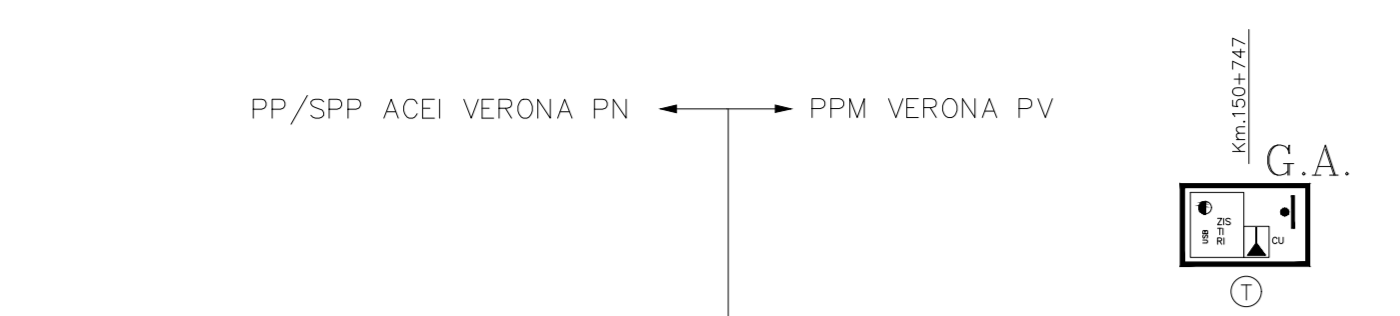 PP/SPP ACEI VERONA PN
PPM VERONA PV
Km.150+747
G.A.
ZIS
TI
RI
USB
CU
T